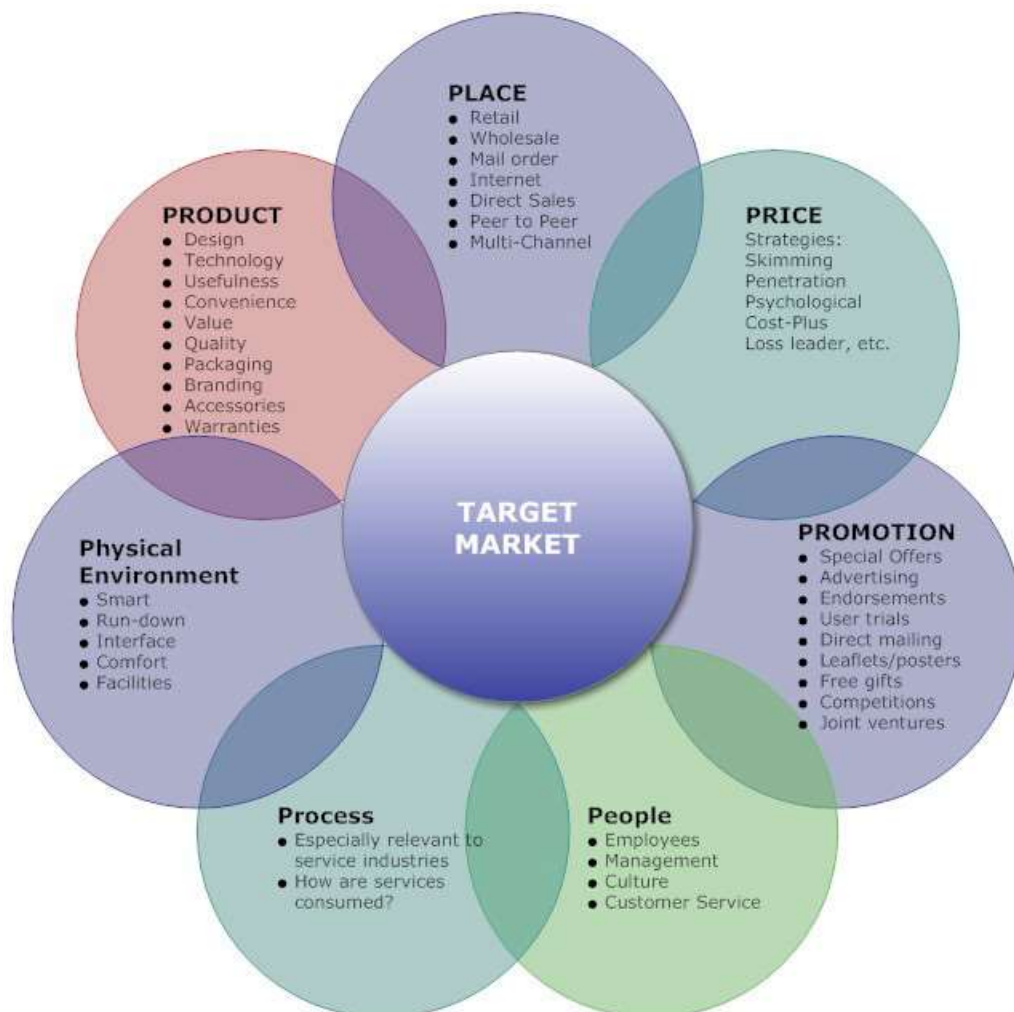 PLACE
● Retail
● Wholesale
● Mail order
● Internet
● Direct Sales
● Peer to Peer
● Multi-Channel
PRODUCT
● Design
● Technology
● Usefulness
● Convenience
● Value
● Quality
● Packaging
● Branding
● Accessories
● Warranties
PRICE
Strategies:
Skimming
Penetration
Psychological
Cost-Plus
Loss leader, etc.
TARGET
MARKET
Physical
Environment
● Smart
● Run-down
● Interface
● Comfort
● Facilities
PROMOTION
● Special Offers
● Advertising
● Endorsements
● User trials
● Direct mailing
● Leaflets/posters
● Free gifts
● Competitions
● Joint ventures
Process
● Especially relevant to
service industries
● How are services
consumed?
People
● Employees
● Management
● Culture
● Customer Service